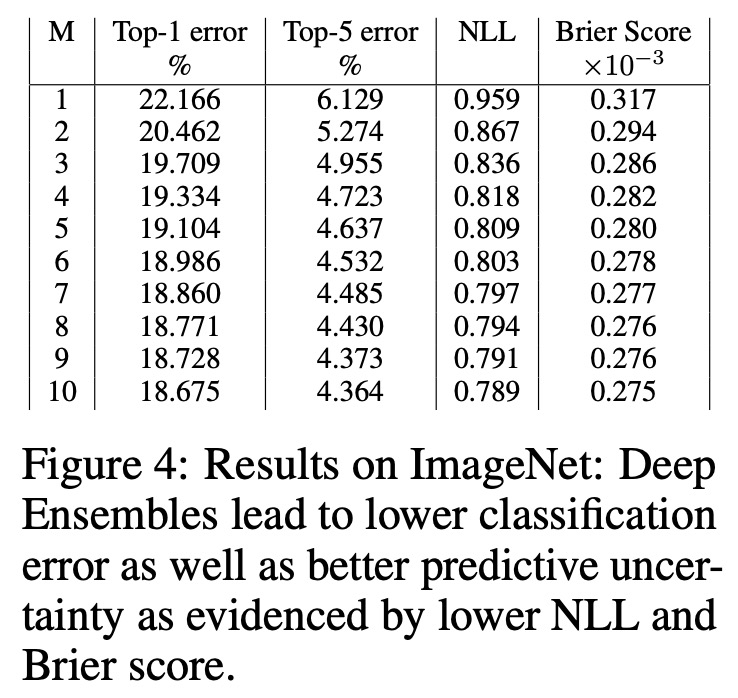 M Top-1 error Top-5 error NLL Brier Score
% % ×10⁻³
1 22.166 6.129 0.959 0.317
2 20.462 5.274 0.867 0.294
3 19.709 4.955 0.836 0.286
4 19.334 4.723 0.818 0.282
5 19.104 4.637 0.809 0.280
6 18.986 4.532 0.803 0.278
7 18.860 4.485 0.797 0.277
8 18.771 4.430 0.794 0.276
9 18.728 4.373 0.791 0.276
10 18.675 4.364 0.789 0.275
Figure 4: Results on ImageNet: Deep
Ensembles lead to lower classification
error as well as better predictive uncer-
tainty as evidenced by lower NLL and
Brier score.